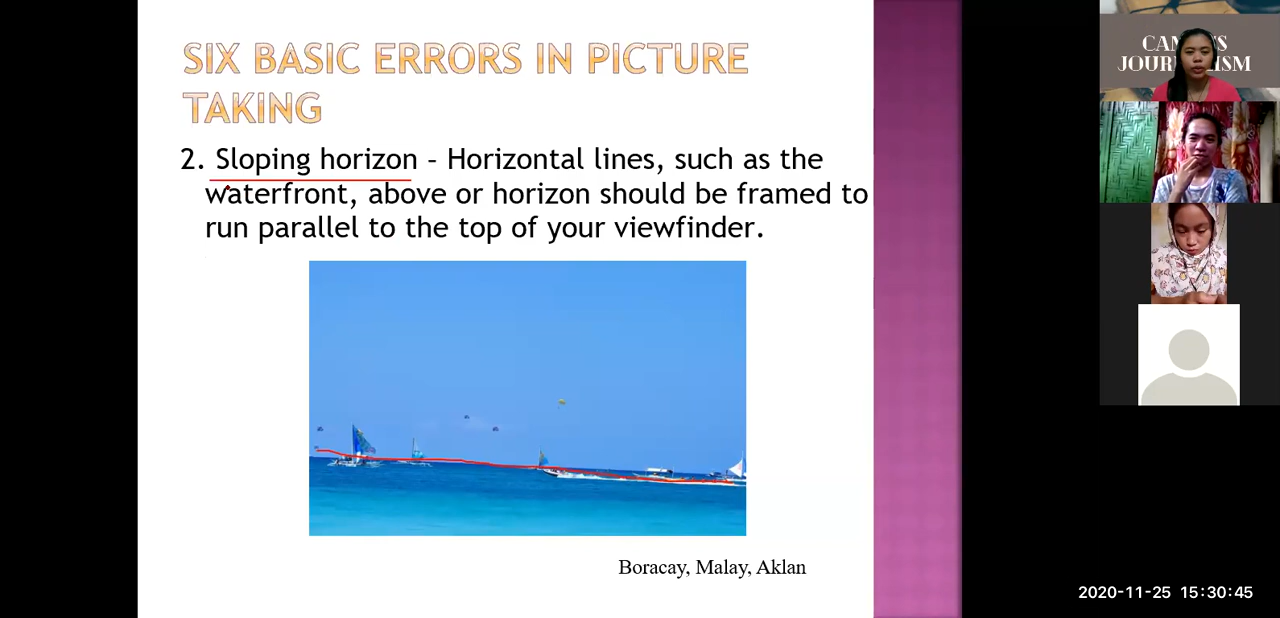 SIX BASIC ERRORS IN PICTURE
TAKING
2. Sloping horizon – Horizontal lines, such as the
waterfront, above or horizon should be framed to
run parallel to the top of your viewfinder.
Boracay, Malay, Aklan
2020-11-25 15:30:45